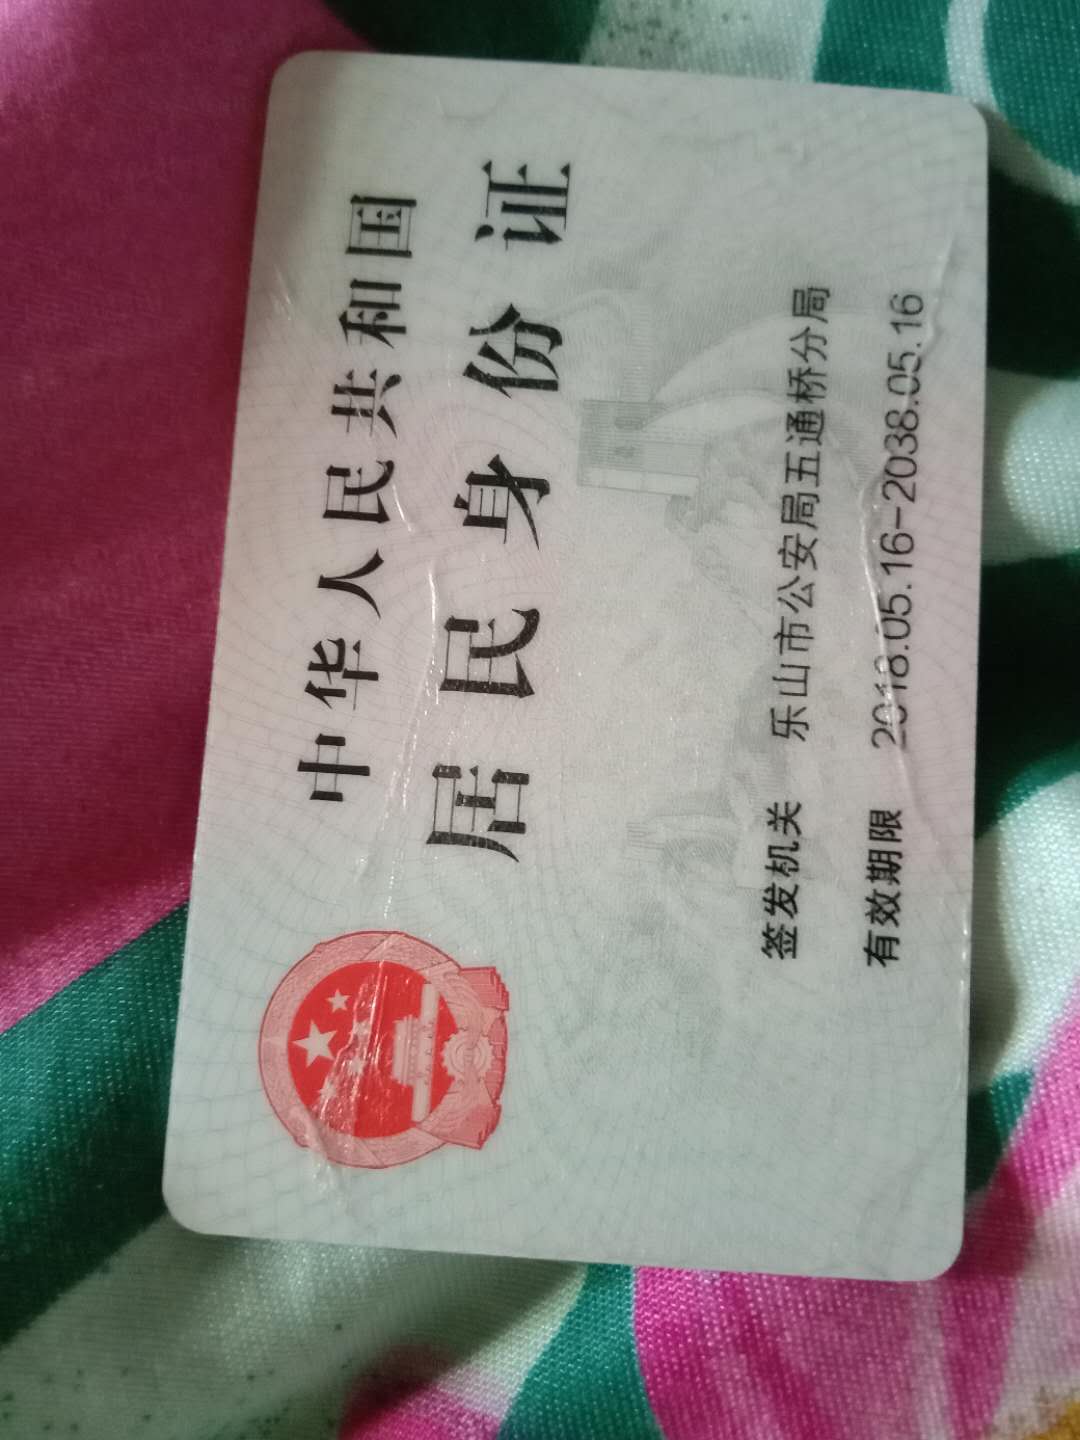 中华人民共和国
居民身份证
签发机关 乐山市公安局五通桥分局
有效期限 2018.05.16-2038.05.16